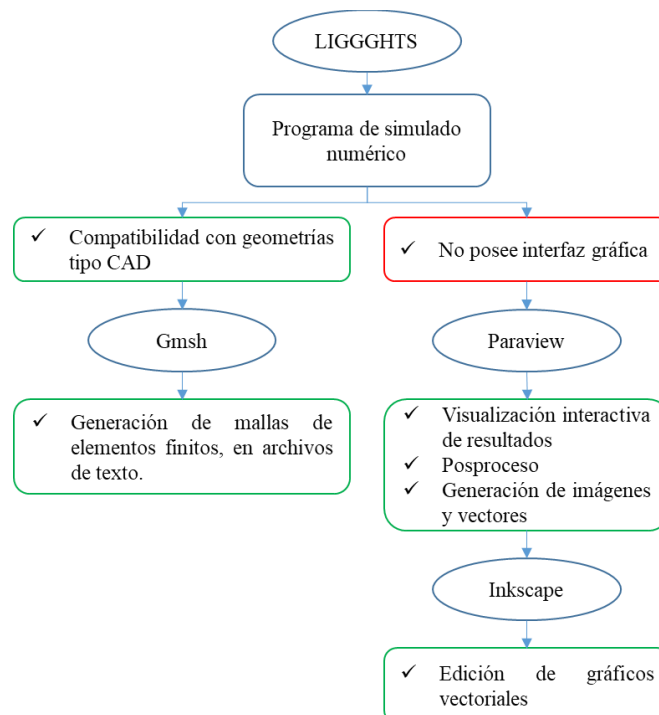 LIGGGHTS
Programa de simulado
numérico
✓ Compatibilidad con geometrías
tipo CAD
✓ No posee interfaz gráfica
Gmsh
Paraview
✓ Generación de mallas de
elementos finitos, en archivos
de texto.
✓ Visualización interactiva
de resultados
✓ Posproceso
✓ Generación de imágenes
y vectores
Inkscape
✓ Edición de gráficos
vectoriales